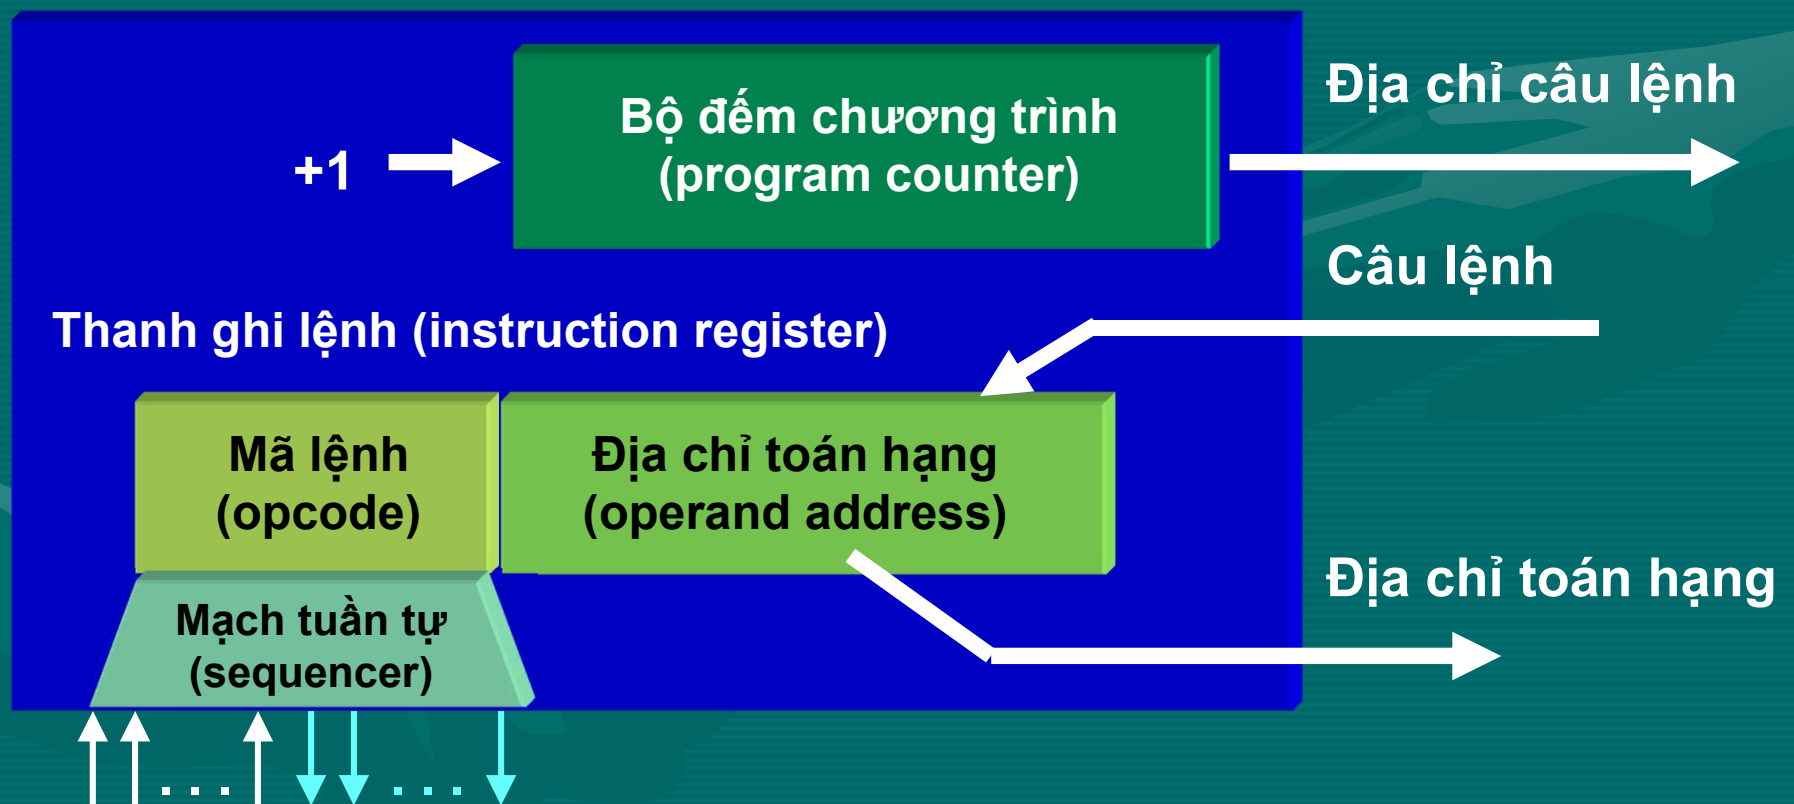 Bộ đếm chương trình
(program counter)
+1
Địa chỉ câu lệnh
Câu lệnh
Thanh ghi lệnh (instruction register)
Mã lệnh
(opcode)
Địa chỉ toán hạng
(operand address)
Địa chỉ toán hạng
Mạch tuần tự
(sequencer)
. . .
. . .